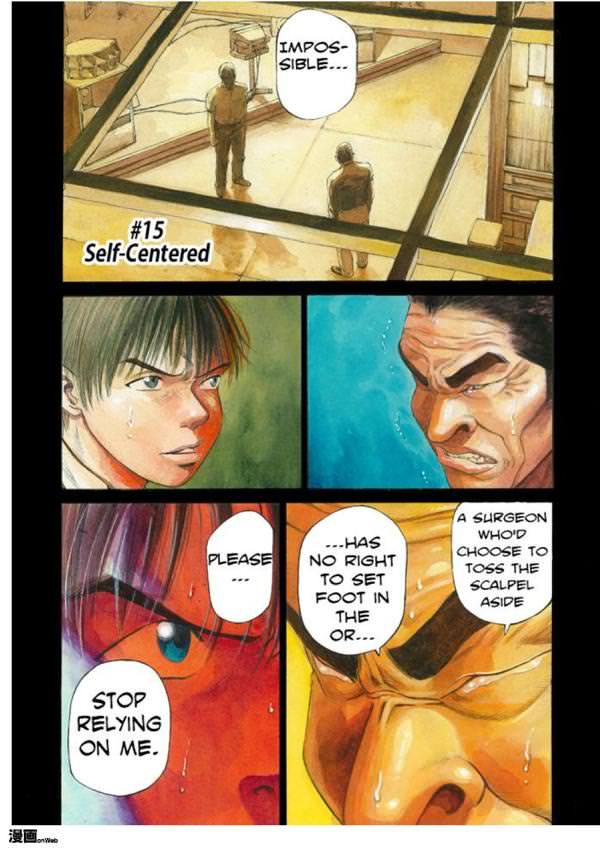 IMPOS-
SIBLE...
#15
Self-Centered
A SURGEON
WHO'D
CHOOSE TO
TOSS THE
SCALPEL
ASIDE
...HAS
NO RIGHT
TO SET
FOOT IN
THE
OR...
PLEASE
...
STOP
RELYING
ON ME.
漫画onWeb